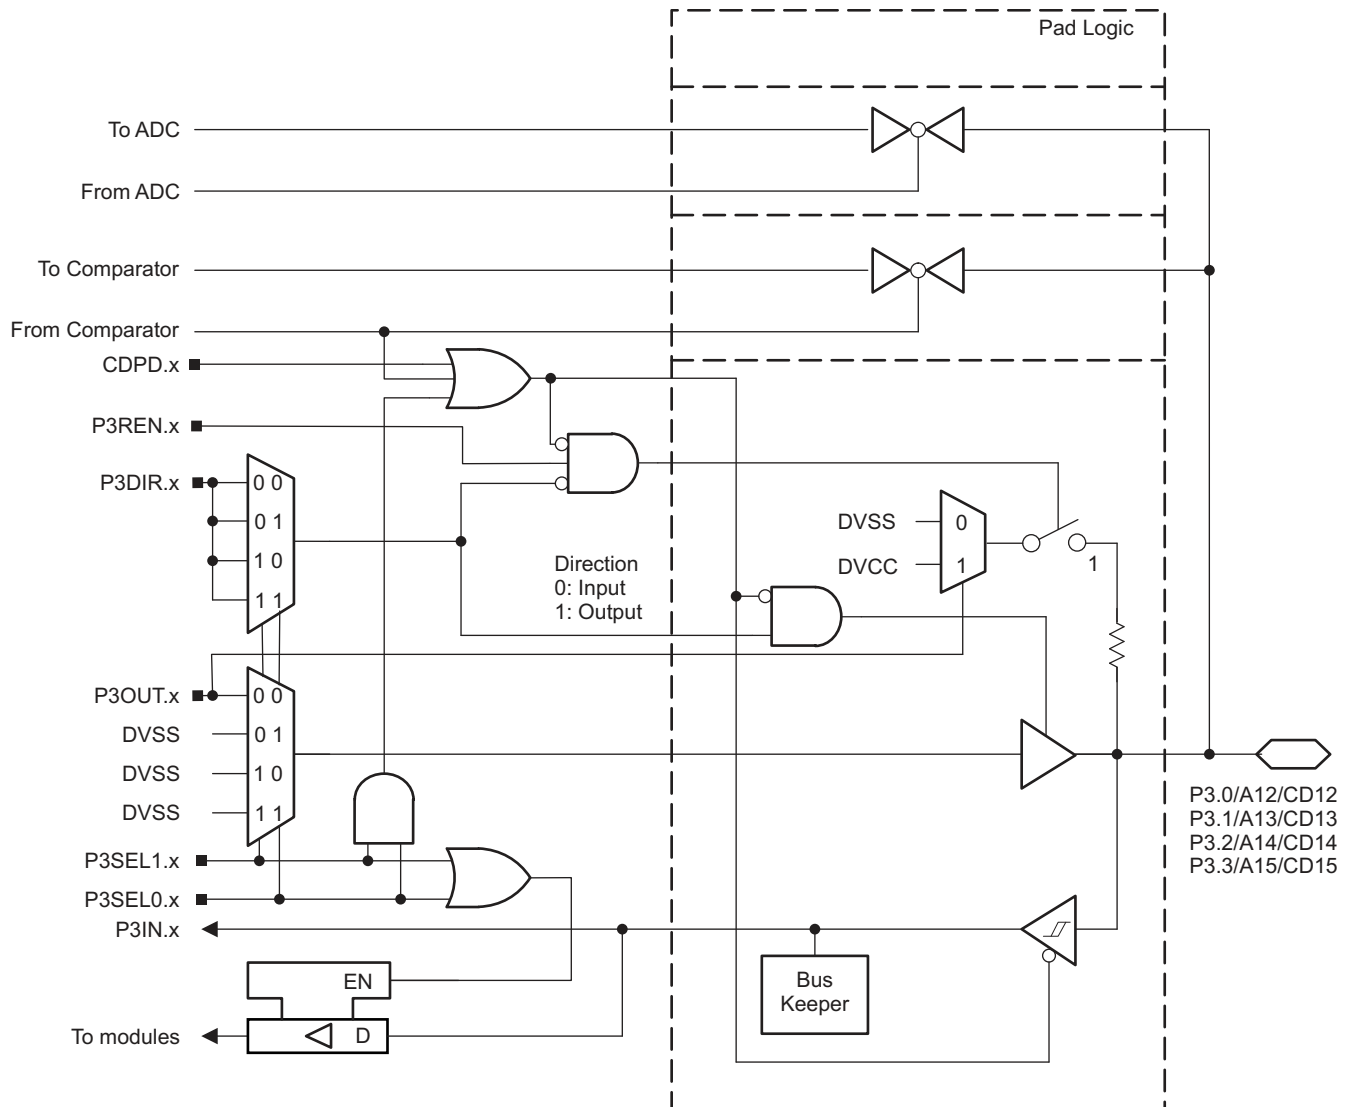 Pad Logic
To ADC
From ADC
To Comparator
From Comparator
CDPD.x
P3REN.x
P3DIR.x
0 0
0 1
1 0
1 1
Direction
0: Input
1: Output
DVSS
0
DVCC
1
1
P3OUT.x
0 0
DVSS
0 1
DVSS
1 0
DVSS
1 1
P3.0/A12/CD12
P3.1/A13/CD13
P3.2/A14/CD14
P3.3/A15/CD15
P3SEL1.x
P3SEL0.x
P3IN.x
EN
Bus
Keeper
To modules
D